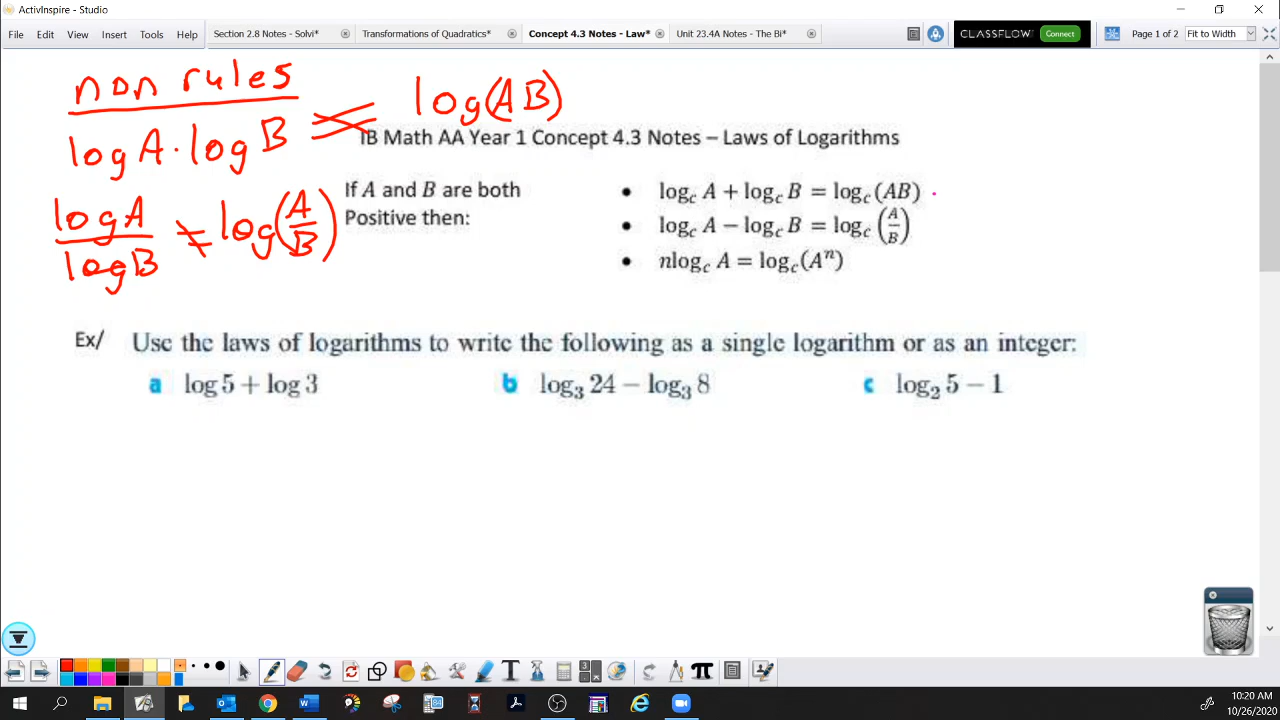 ActivInspire - Studio
File Edit View Insert Tools Help Section 2.8 Notes - Solvi* Transformations of Quadratics* Concept 4.3 Notes - Law* Unit 23.4A Notes - The Bi* CLASSFLOW Connect Page 1 of 2 Fit to Width
non rules
log A · log B ≠ log(AB)
IB Math AA Year 1 Concept 4.3 Notes – Laws of Logarithms
log A / log B ≠ log(A/B)
If A and B are both
Positive then:
• log_c A + log_c B = log_c (AB)
• log_c A − log_c B = log_c (A/B)
• nlog_c A = log_c(Aⁿ)
Ex/ Use the laws of logarithms to write the following as a single logarithm or as an integer:
a log 5 + log 3 b log₃ 24 − log₃ 8 c log₂ 5 − 1
10:20 AM
10/26/2020